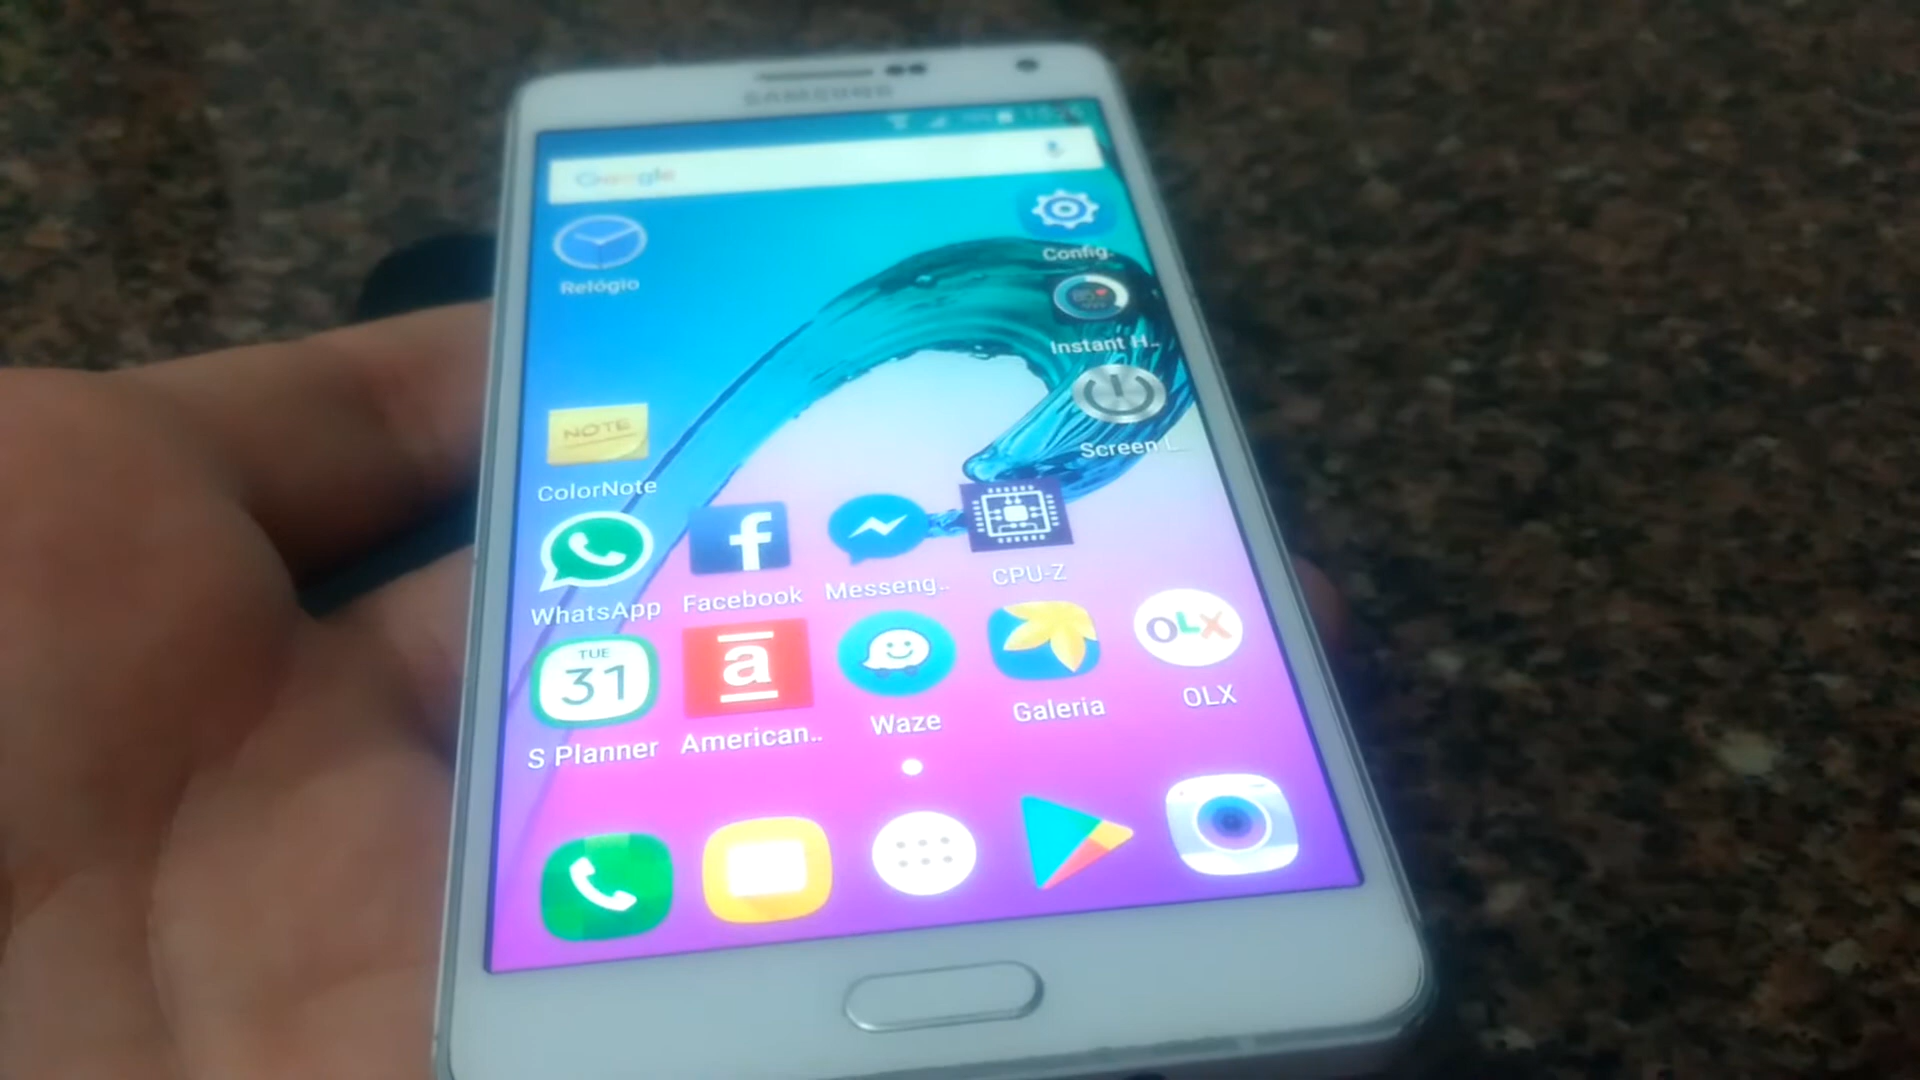 SAMSUNG
Google
Relógio
Config.
Instant H..
NOTE
ColorNote
Screen L..
WhatsApp
Facebook
Messeng..
CPU-Z
TUE
31
S Planner
a
American..
Waze
Galeria
OLX
OLX